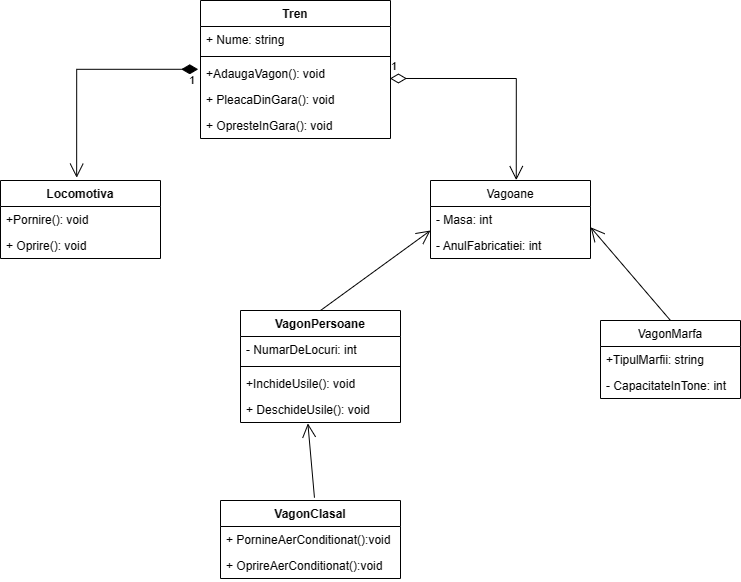 Tren
+ Nume: string
+AdaugaVagon(): void
+ PleacaDinGara(): void
+ OpresteInGara(): void
1
1
Locomotiva
+Pornire(): void
+ Oprire(): void
Vagoane
- Masa: int
- AnulFabricatiei: int
VagonPersoane
- NumarDeLocuri: int
+InchideUsile(): void
+ DeschideUsile(): void
VagonMarfa
+TipulMarfii: string
- CapacitateInTone: int
VagonClasaI
+ PornineAerConditionat():void
+ OprireAerConditionat():void